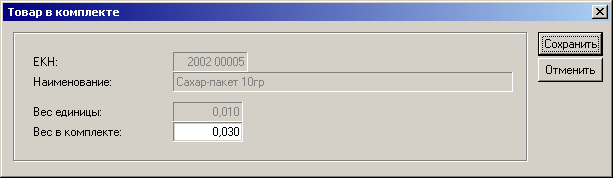 Товар в комплекте
ЕКН: 2002 00005
Наименование: Сахар-пакет 10гр
Вес единицы: 0,010
Вес в комплекте: 0,030
Сохранить
Отменить